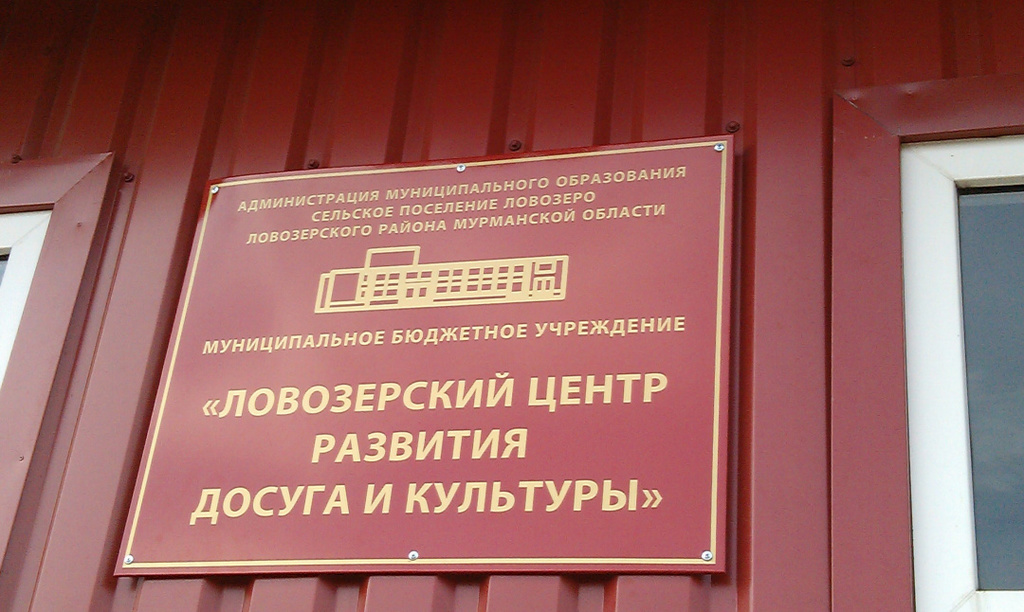 АДМИНИСТРАЦИЯ МУНИЦИПАЛЬНОГО ОБРАЗОВАНИЯ
СЕЛЬСКОЕ ПОСЕЛЕНИЕ ЛОВОЗЕРО
ЛОВОЗЕРСКОГО РАЙОНА МУРМАНСКОЙ ОБЛАСТИ
МУНИЦИПАЛЬНОЕ БЮДЖЕТНОЕ УЧРЕЖДЕНИЕ
«ЛОВОЗЕРСКИЙ ЦЕНТР
РАЗВИТИЯ
ДОСУГА И КУЛЬТУРЫ»